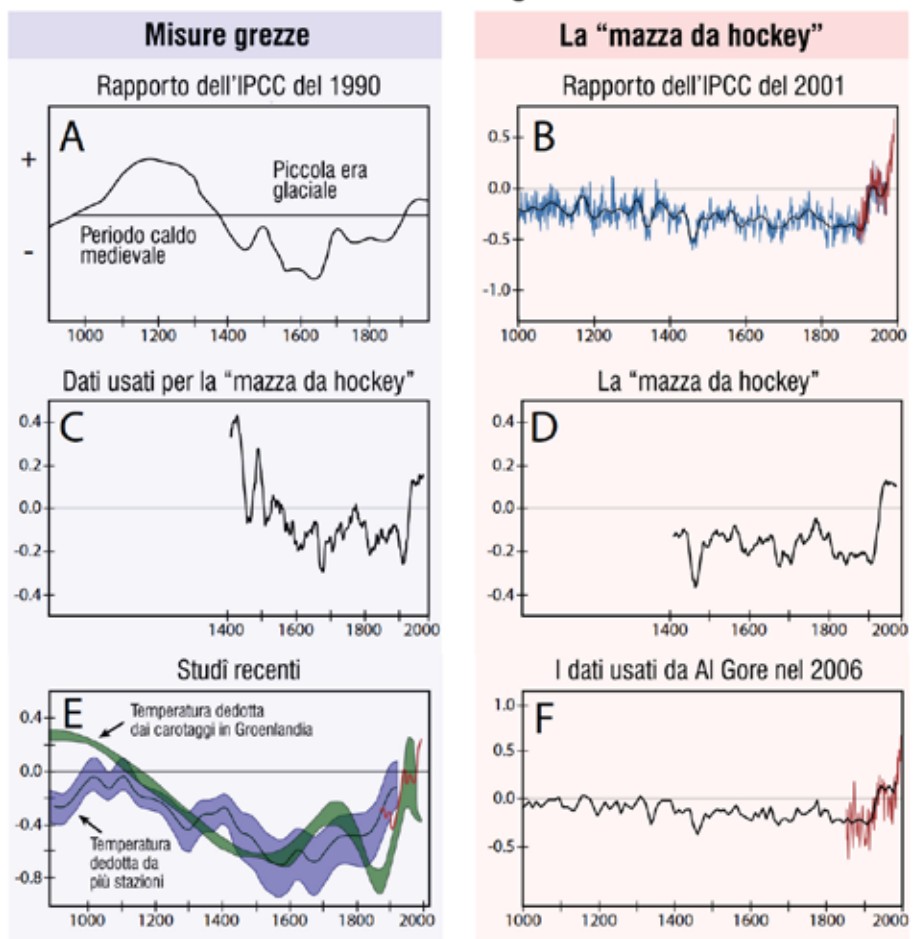 Misure grezze
La “mazza da hockey”
Rapporto dell’IPCC del 1990
A
+
-
Piccola era
glaciale
Periodo caldo
medievale
1000 1200 1400 1600 1800
Rapporto dell’IPCC del 2001
B
0.5
0.0
-0.5
-1.0
1000 1200 1400 1600 1800 2000
Dati usati per la “mazza da hockey”
C
0.4
0.2
0.0
-0.2
-0.4
1400 1600 1800 2000
La “mazza da hockey”
D
0.4
0.2
0.0
-0.2
-0.4
1400 1600 1800 2000
Studî recenti
E
Temperatura dedotta
dai carotaggi in Groenlandia
0.4
0.0
-0.4
-0.8
Temperatura
dedotta da
più stazioni
1000 1200 1400 1600 1800 2000
I dati usati da Al Gore nel 2006
F
1.0
0.5
0.0
-0.5
1000 1200 1400 1600 1800 2000